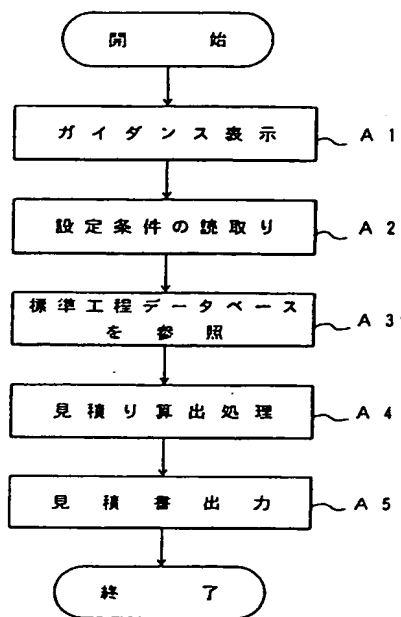 開始
ガイダンス表示 A1
設定条件の読取り A2
標準工程データベース
を参照 A3
見積り算出処理 A4
見積書出力 A5
終了